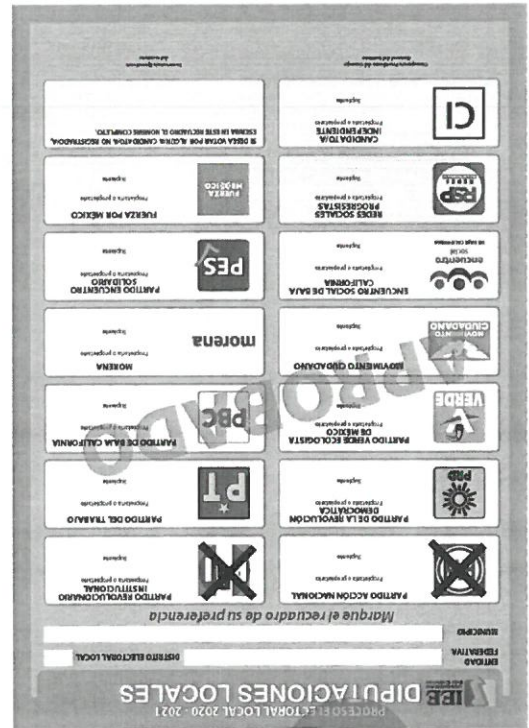 PROCESO ELECTORAL LOCAL 2020 - 2021
IEE DIPUTACIONES LOCALES
ENTIDAD FEDERATIVA
DISTRITO ELECTORAL LOCAL
MUNICIPIO
Marque el recuadro de su preferencia
PARTIDO ACCIÓN NACIONAL
Propietaria o propietario
Suplente
PARTIDO REVOLUCIONARIO
INSTITUCIONAL
Propietaria o propietario
Suplente
PRD
PARTIDO DE LA REVOLUCIÓN
DEMOCRÁTICA
Propietaria o propietario
Suplente
PT
PARTIDO DEL TRABAJO
Propietaria o propietario
Suplente
VERDE
PARTIDO VERDE ECOLOGISTA
DE MÉXICO
Propietaria o propietario
Suplente
PBC
PARTIDO DE BAJA CALIFORNIA
Propietaria o propietario
Suplente
APROBADO
MOVIMIENTO
CIUDADANO
MOVIMIENTO CIUDADANO
Propietaria o propietario
Suplente
morena
MORENA
Propietaria o propietario
Suplente
encuentro
social
DE BAJA CALIFORNIA
ENCUENTRO SOCIAL DE BAJA
CALIFORNIA
Propietaria o propietario
Suplente
PES
PARTIDO ENCUENTRO
SOLIDARIO
Propietaria o propietario
Suplente
RSP
REDES SOCIALES
PROGRESISTAS
Propietaria o propietario
Suplente
FUERZA
MÉXICO
FUERZA POR MÉXICO
Propietaria o propietario
Suplente
CI
CANDIDATO/A
INDEPENDIENTE
Propietaria o propietario
Suplente
SI DESEA VOTAR POR ALGÚN/A CANDIDATO/A NO REGISTRADO/A,
ESCRIBA EN ESTE RECUADRO EL NOMBRE COMPLETO.